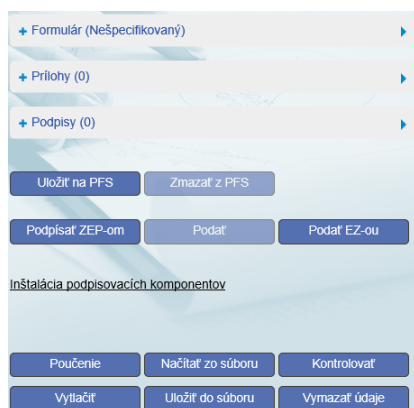 + Formulár (Nešpecifikovaný)
+ Prílohy (0)
+ Podpisy (0)
Uložiť na PFS Zmazať z PFS
Podpísať ZEP-om Podať Podať EZ-ou
Inštalácia podpisovacích komponentov
Poučenie Načítať zo súboru Kontrolovať
Vytlačiť Uložiť do súboru Vymazať údaje